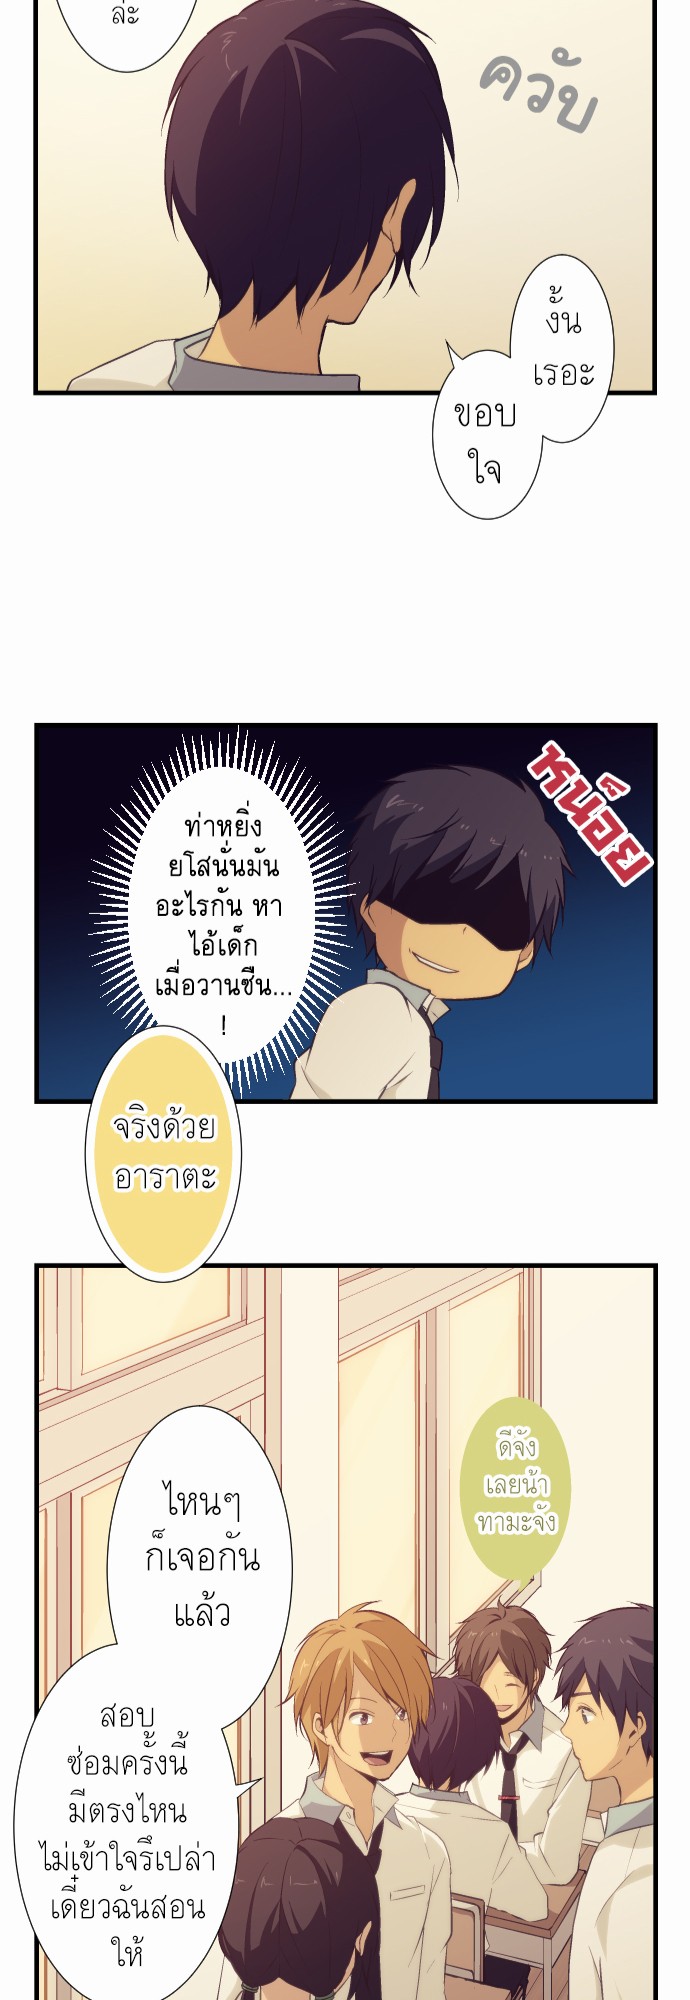 ล่ะ
ควับ
งั้น
เรอะ
ขอบ
ใจ
หน็อย
ท่าหยิ่ง
ยโสนั่นมัน
อะไรกัน หา
ไอ้เด็ก
เมื่อวานซืน...
!
จริงด้วย
อาราตะ
ดีจัง
เลยน้า
ทามะจัง
ไหนๆ
ก็เจอกัน
แล้ว
สอบ
ซ่อมครั้งนี้
มีตรงไหน
ไม่เข้าใจรึเปล่า
เดี๋ยวฉันสอน
ให้